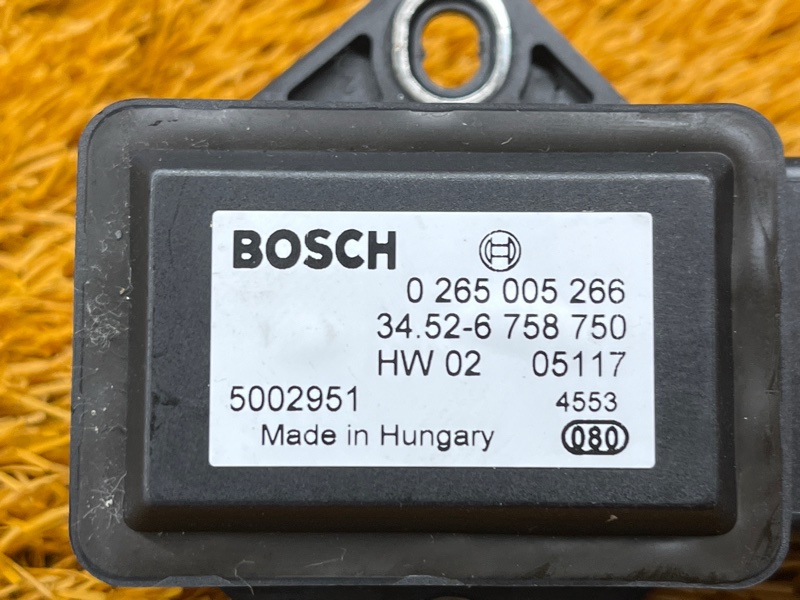 BOSCH
0 265 005 266
34.52-6 758 750
HW 02 05117
5002951 4553
Made in Hungary 080